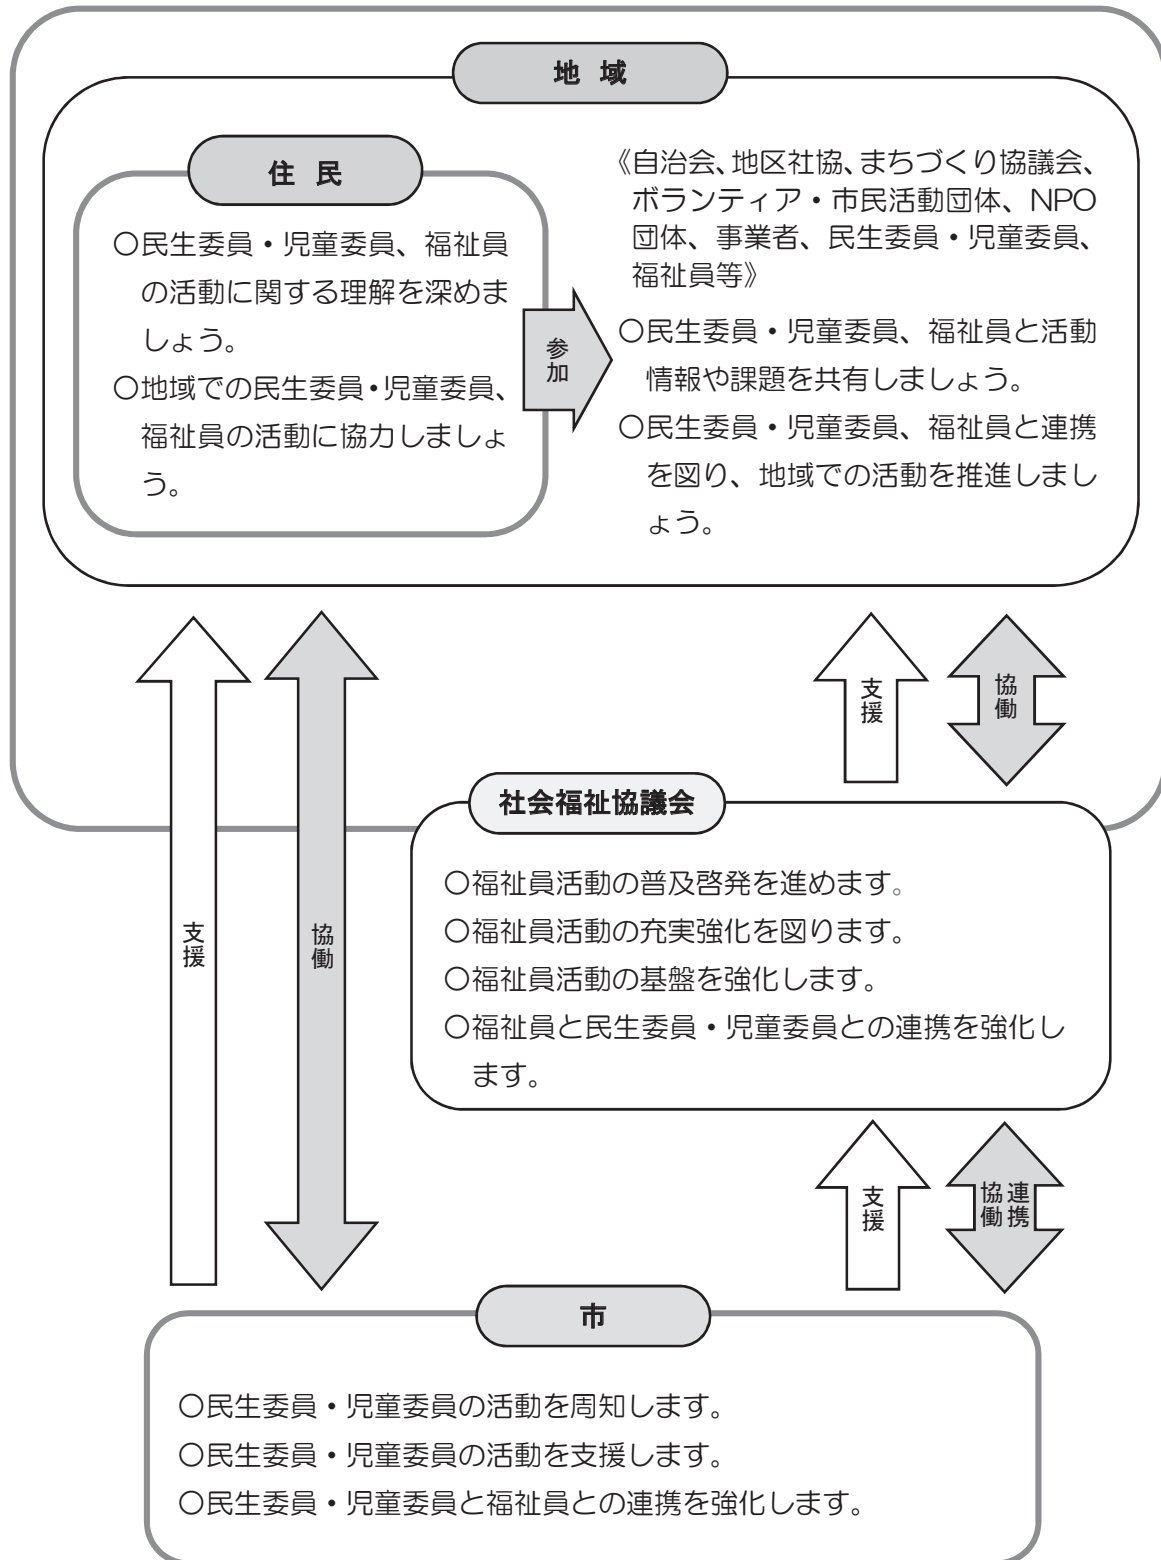 地域
住民
○民生委員・児童委員、福祉員
の活動に関する理解を深めま
しょう。
○地域での民生委員・児童委員、
福祉員の活動に協力しましょ
う。
参加
《自治会、地区社協、まちづくり協議会、
ボランティア・市民活動団体、NPO
団体、事業者、民生委員・児童委員、
福祉員等》
○民生委員・児童委員、福祉員と活動
情報や課題を共有しましょう。
○民生委員・児童委員、福祉員と連携
を図り、地域での活動を推進しまし
ょう。
支援
協働
支援
協働
社会福祉協議会
○福祉員活動の普及啓発を進めます。
○福祉員活動の充実強化を図ります。
○福祉員活動の基盤を強化します。
○福祉員と民生委員・児童委員との連携を強化し
ます。
支援
連携
協働
市
○民生委員・児童委員の活動を周知します。
○民生委員・児童委員の活動を支援します。
○民生委員・児童委員と福祉員との連携を強化します。